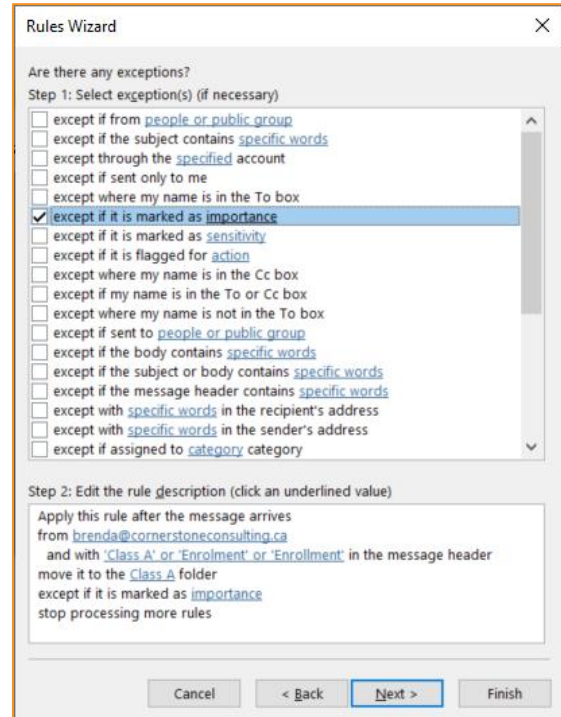 Rules Wizard
Are there any exceptions?
Step 1: Select exception(s) (if necessary)
except if from people or public group
except if the subject contains specific words
except through the specified account
except if sent only to me
except where my name is in the To box
except if it is marked as importance
except if it is marked as sensitivity
except if it is flagged for action
except where my name is in the Cc box
except if my name is in the To or Cc box
except where my name is not in the To box
except if sent to people or public group
except if the body contains specific words
except if the subject or body contains specific words
except if the message header contains specific words
except with specific words in the recipient's address
except with specific words in the sender's address
except if assigned to category category
Step 2: Edit the rule description (click an underlined value)
Apply this rule after the message arrives
from brenda@cornerstoneconsulting.ca
and with 'Class A' or 'Enrolment' or 'Enrollment' in the message header
move it to the Class A folder
except if it is marked as importance
stop processing more rules
Cancel < Back Next > Finish